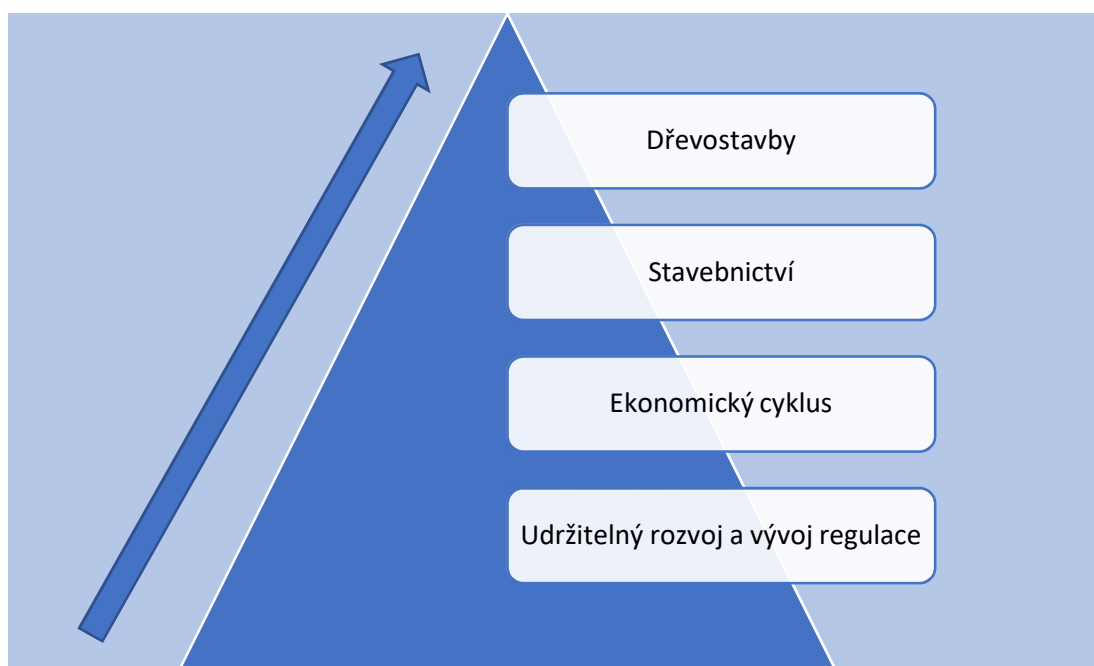 Dřevostavby
Stavebnictví
Ekonomický cyklus
Udržitelný rozvoj a vývoj regulace